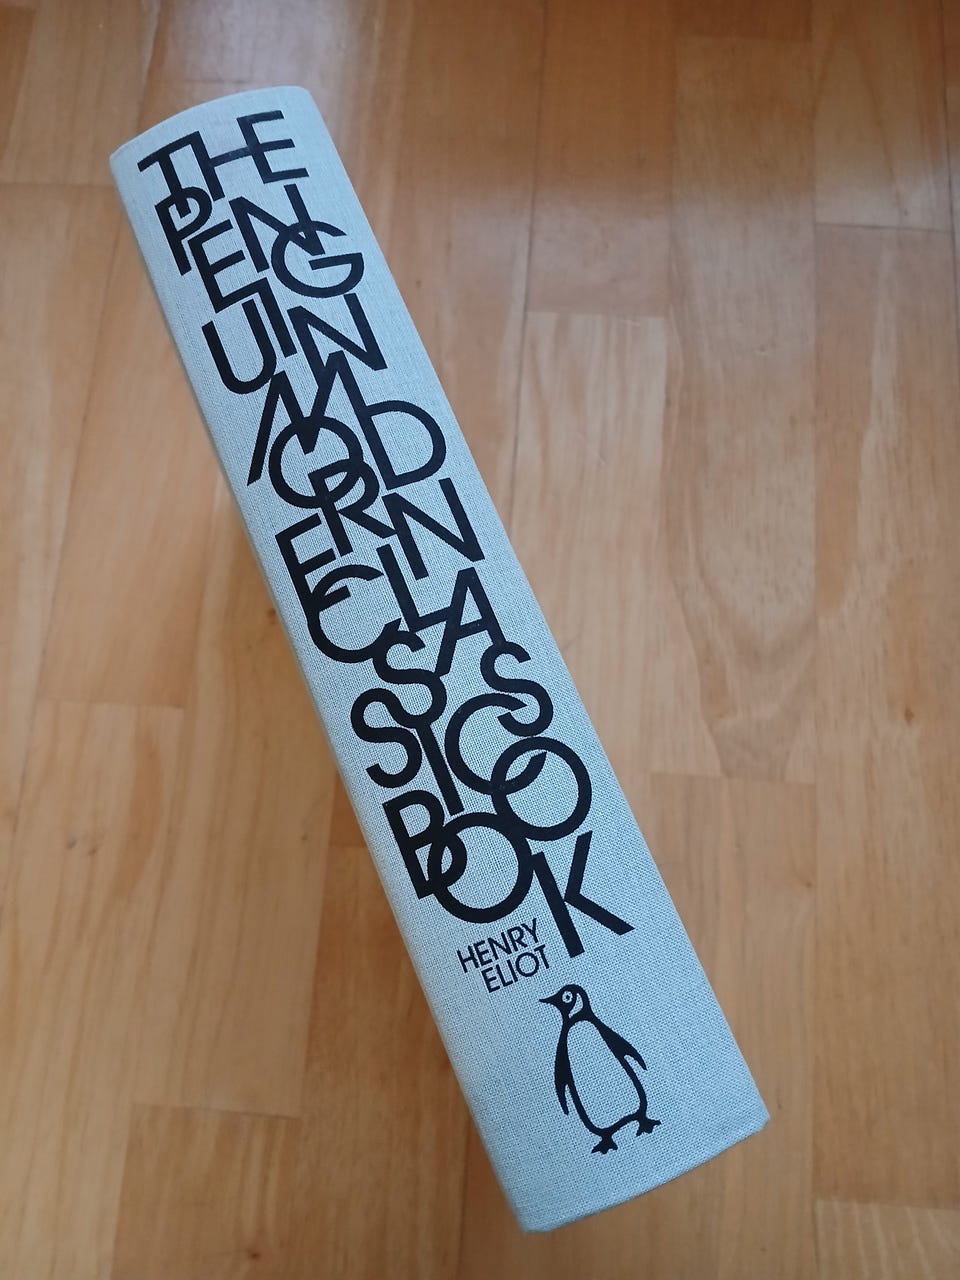 THE
PENGUIN
MODERN
CLASSICS
BOOK
HENRY
ELIOT